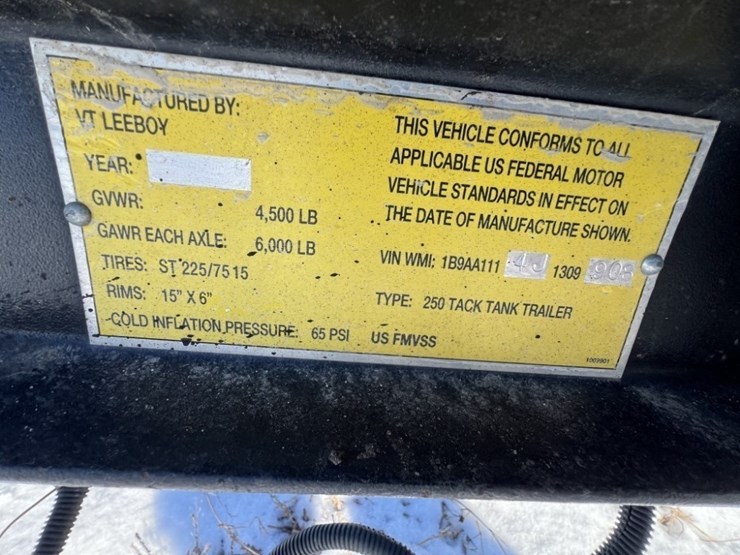 MANUFACTURED BY:
VT LEEBOY
YEAR:
GVWR: 4,500 LB
GAWR EACH AXLE: 6,000 LB
TIRES: ST 225/75 15
RIMS: 15" X 6"
COLD INFLATION PRESSURE: 65 PSI US FMVSS
THIS VEHICLE CONFORMS TO ALL
APPLICABLE US FEDERAL MOTOR
VEHICLE STANDARDS IN EFFECT ON
THE DATE OF MANUFACTURE SHOWN.
VIN WMI: 1B9AA111 1309
TYPE: 250 TACK TANK TRAILER